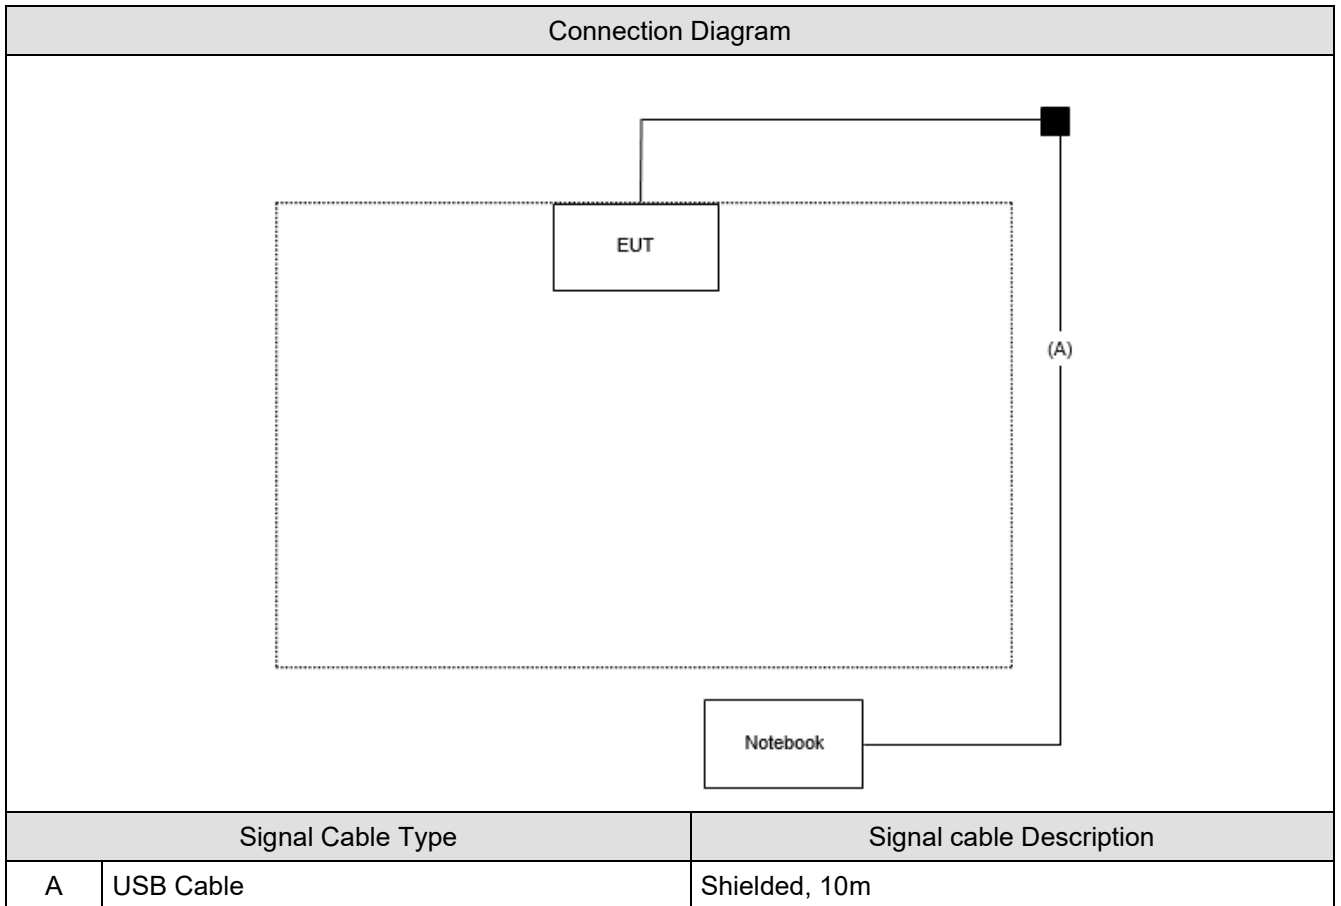 Connection Diagram
EUT
(A)
Notebook
Signal Cable Type
Signal cable Description
A
USB Cable
Shielded, 10m